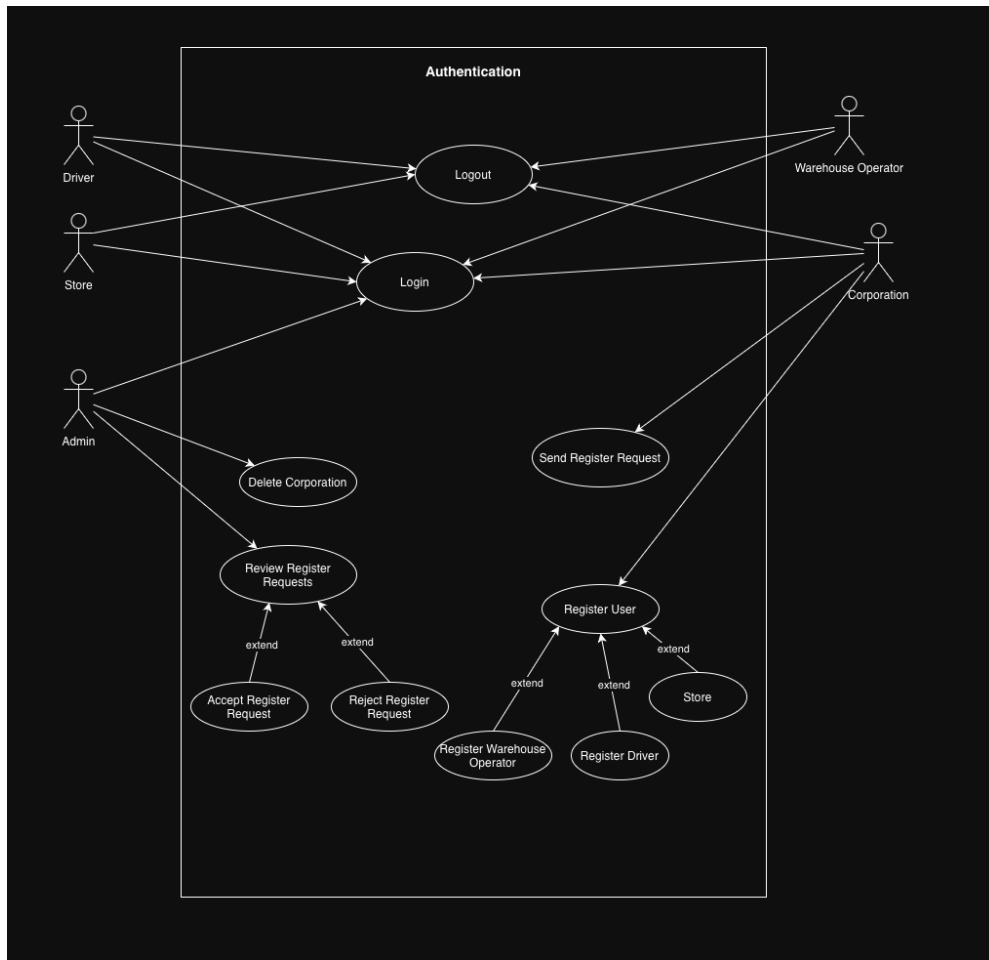 Authentication
Driver
Warehouse Operator
Logout
Store
Login
Corporation
Admin
Send Register Request
Delete Corporation
Review Register
Requests
Register User
extend
extend
extend
extend
extend
Accept Register
Request
Reject Register
Request
Store
Register Warehouse
Operator
Register Driver